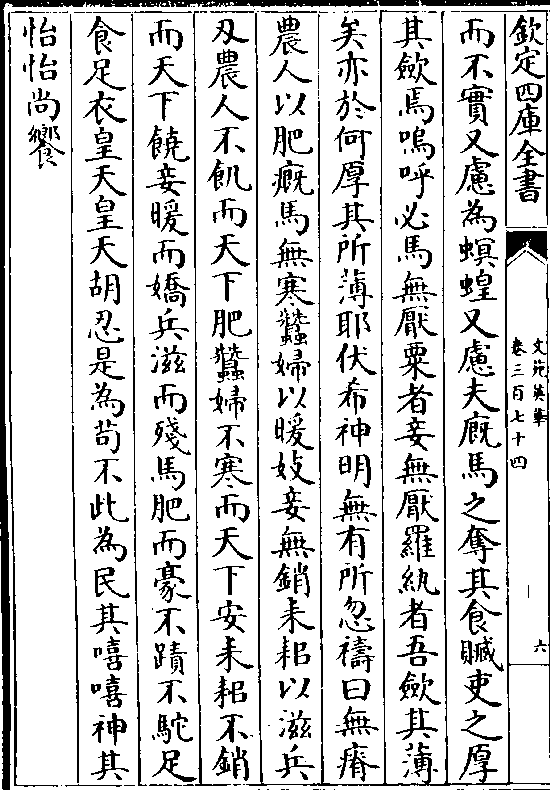 欽定四庫全書
文苑英華
卷三百七十四
六
而不實又慮為螟蝗又慮夫廐馬之奪其食贓吏之厚
其歛焉嗚呼必馬無厭粟者妾無厭羅紈者吾歛其薄
矣亦於何厚其所薄耶伏希神明無有所忽禱曰無瘠
農人以肥廐馬無寒蠶婦以暖妓妾無銷耒耜以滋兵
刄農人不飢而天下肥蠶婦不寒而天下安耒耜不銷
而天下饒妾暖而嬌兵滋而殘馬肥而豪不蹟不駝足
食足衣皇天皇天胡忍是為苟不此為民其嘻嘻神其
怡怡尚饗